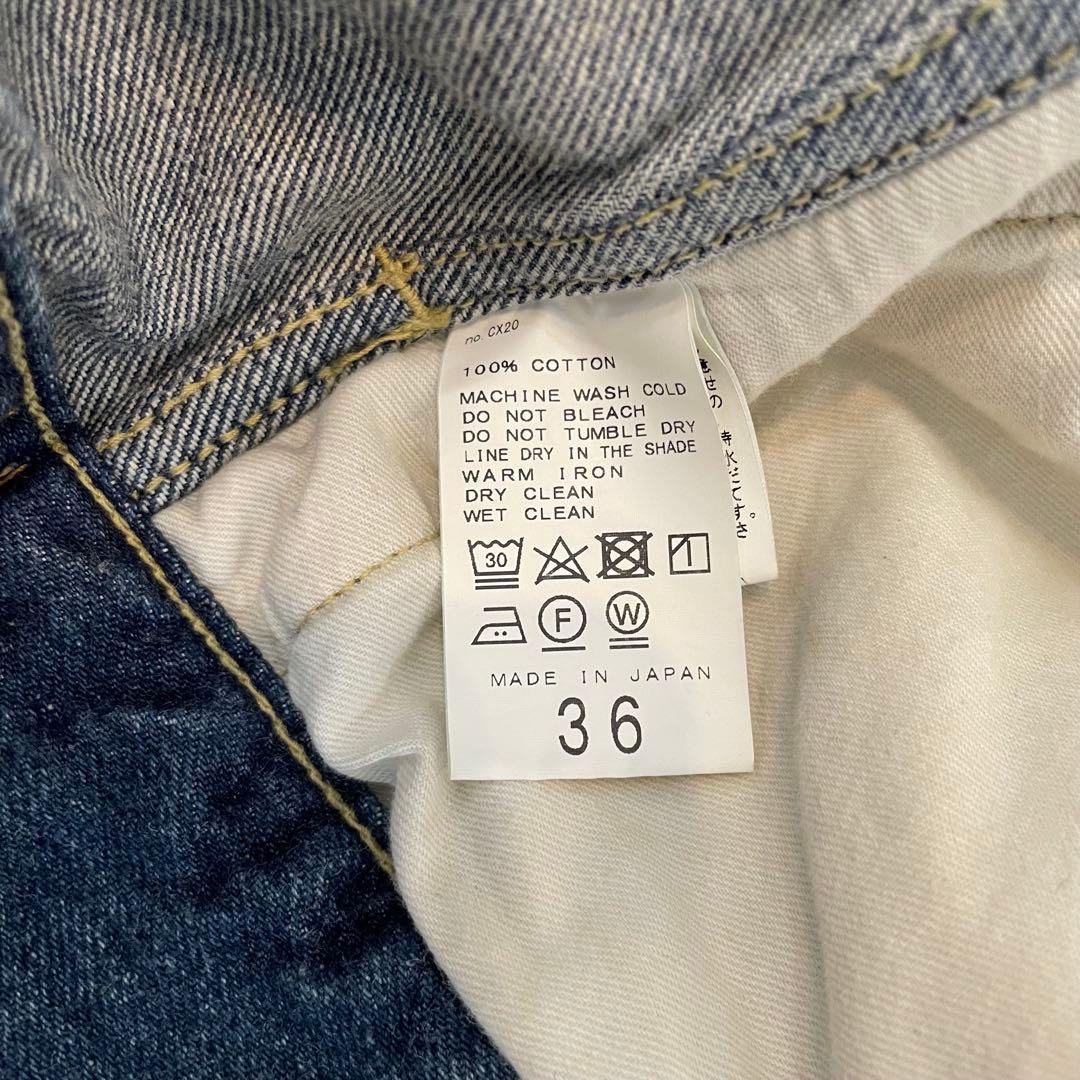 no. CX20
100% COTTON
MACHINE WASH COLD
DO NOT BLEACH
DO NOT TUMBLE DRY
LINE DRY IN THE SHADE
WARM IRON
DRY CLEAN
WET CLEAN
30
F W
MADE IN JAPAN
36